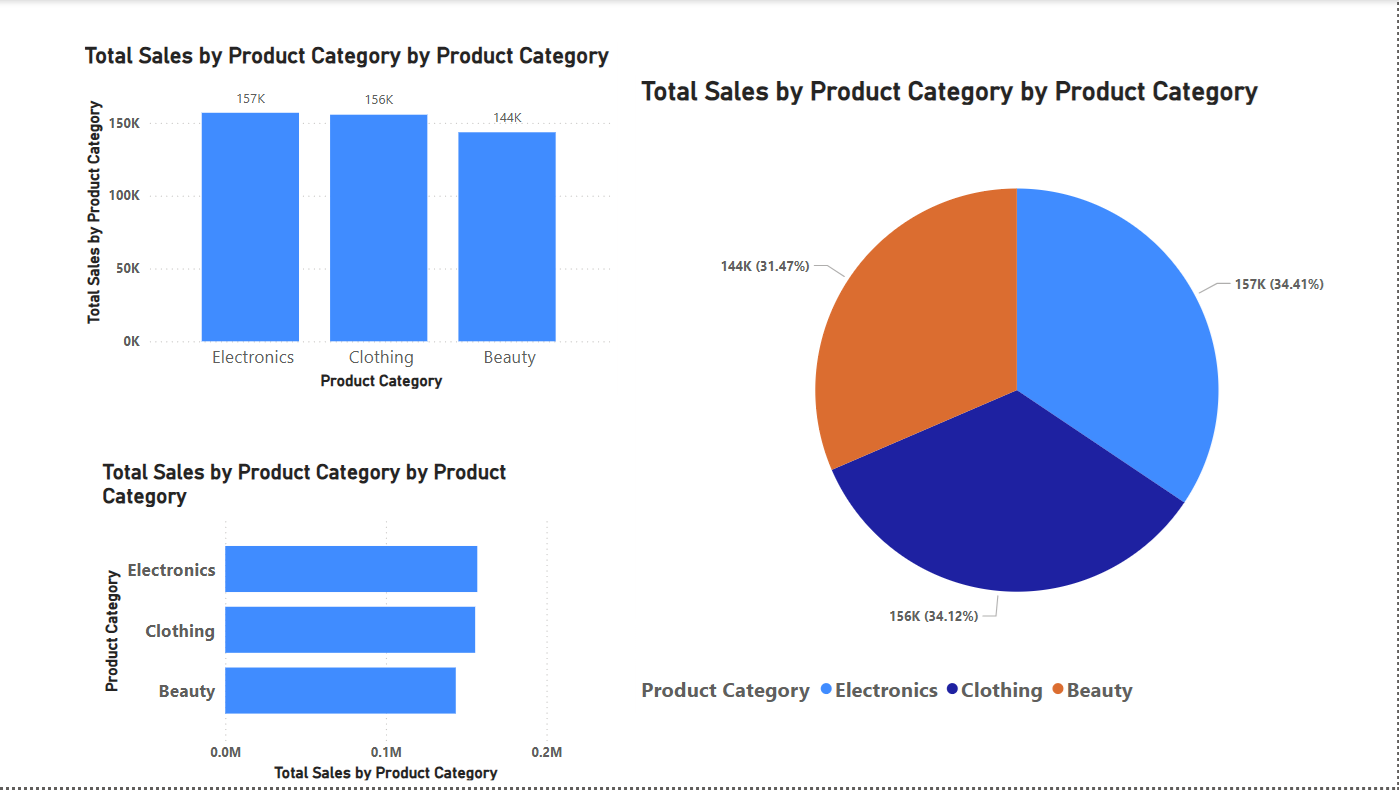 Total Sales by Product Category by Product Category
Total Sales by Product Category
157K
156K
144K
150K
100K
50K
0K
Electronics
Clothing
Beauty
Product Category
Total Sales by Product Category by Product
Category
Product Category
Electronics
Clothing
Beauty
0.0M
0.1M
0.2M
Total Sales by Product Category
Total Sales by Product Category by Product Category
144K (31.47%)
157K (34.41%)
156K (34.12%)
Product Category Electronics Clothing Beauty